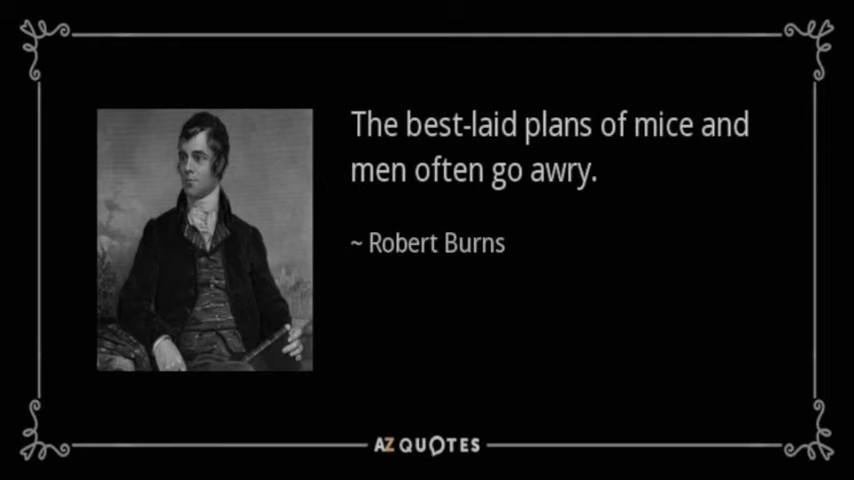 The best-laid plans of mice and
men often go awry.
~ Robert Burns
AZ QUOTES